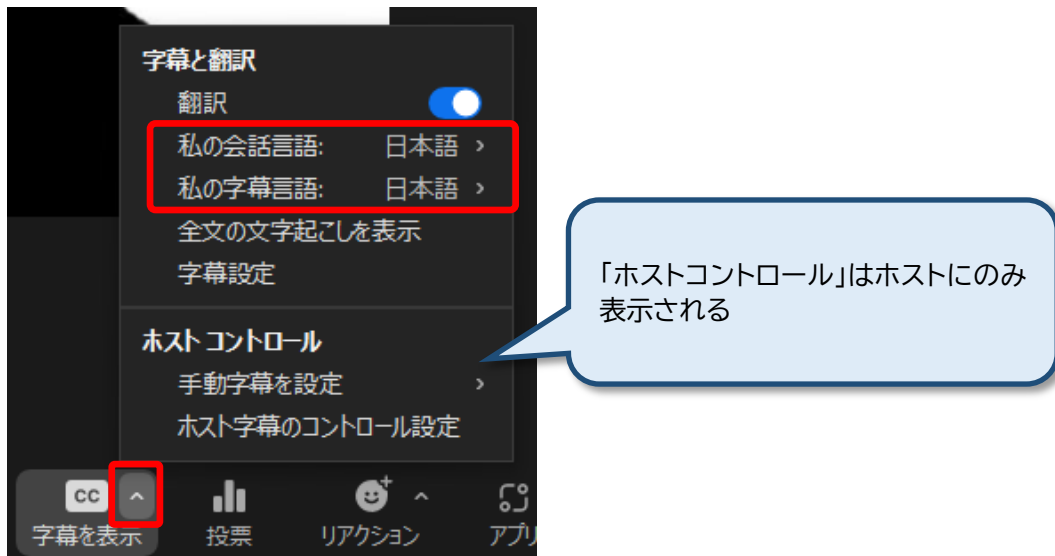 字幕と翻訳
翻訳
私の会話言語: 日本語 ›
私の字幕言語: 日本語 ›
全文の文字起こしを表示
字幕設定
「ホストコントロール」はホストにのみ
表示される
ホスト コントロール
手動字幕を設定 ›
ホスト字幕のコントロール設定
CC
字幕を表示
投票
リアクション
アプリ